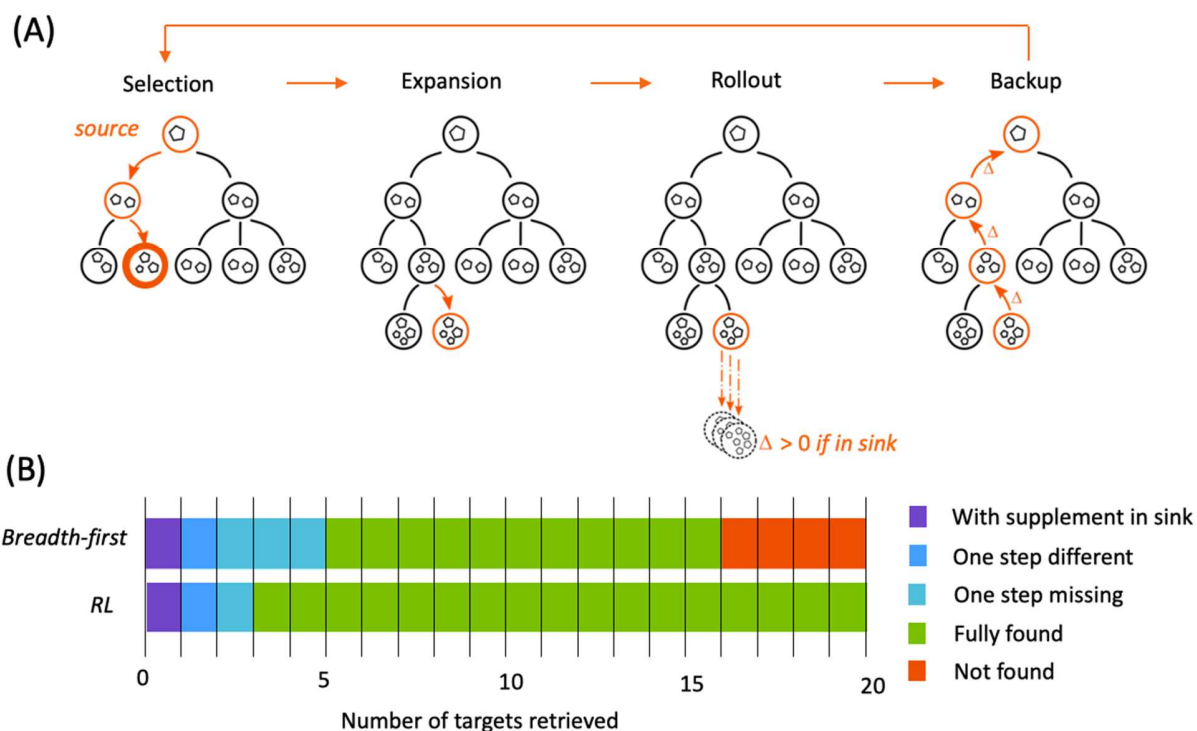 (A)
Selection
Expansion
Rollout
Backup
source
Δ
Δ
Δ
Δ > 0 if in sink
(B)
Breadth-first
RL
0
5
10
15
20
Number of targets retrieved
With supplement in sink
One step different
One step missing
Fully found
Not found